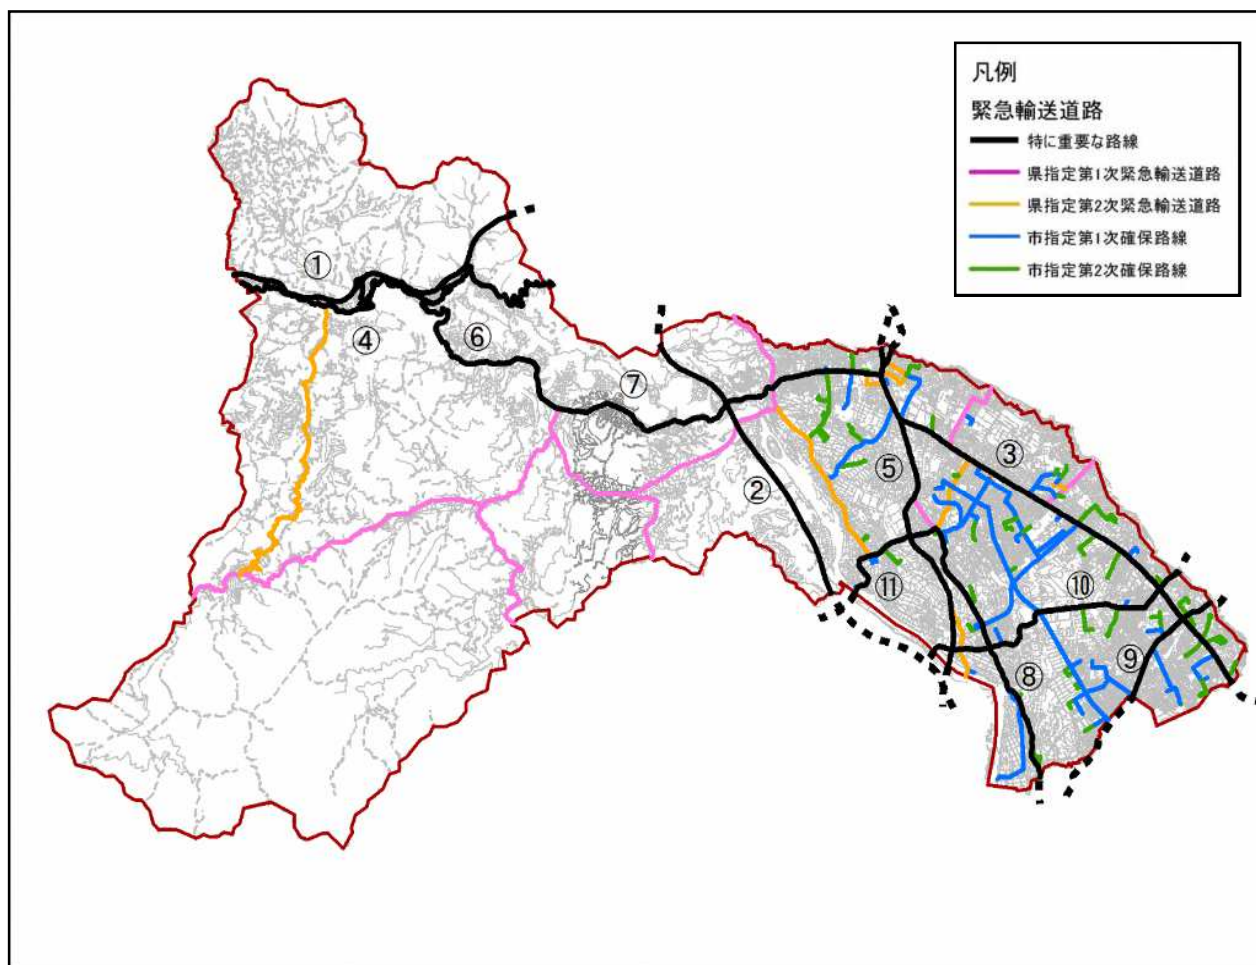 凡例
緊急輸送道路
特に重要な路線
県指定第1次緊急輸送道路
県指定第2次緊急輸送道路
市指定第1次確保路線
市指定第2次確保路線
①
④
⑥
⑦
②
⑤
③
⑪
⑩
⑧
⑨